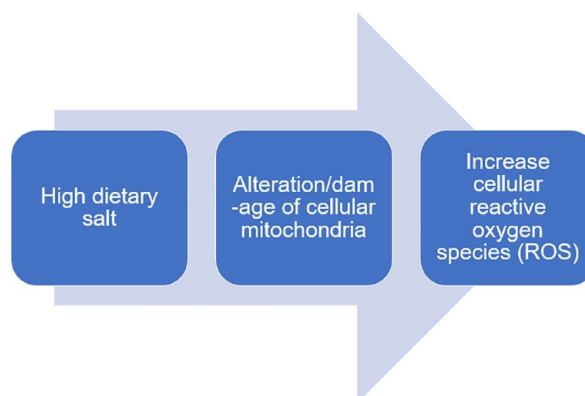 High dietary
salt
Alteration/dam
-age of cellular
mitochondria
Increase
cellular
reactive
oxygen
species (ROS)